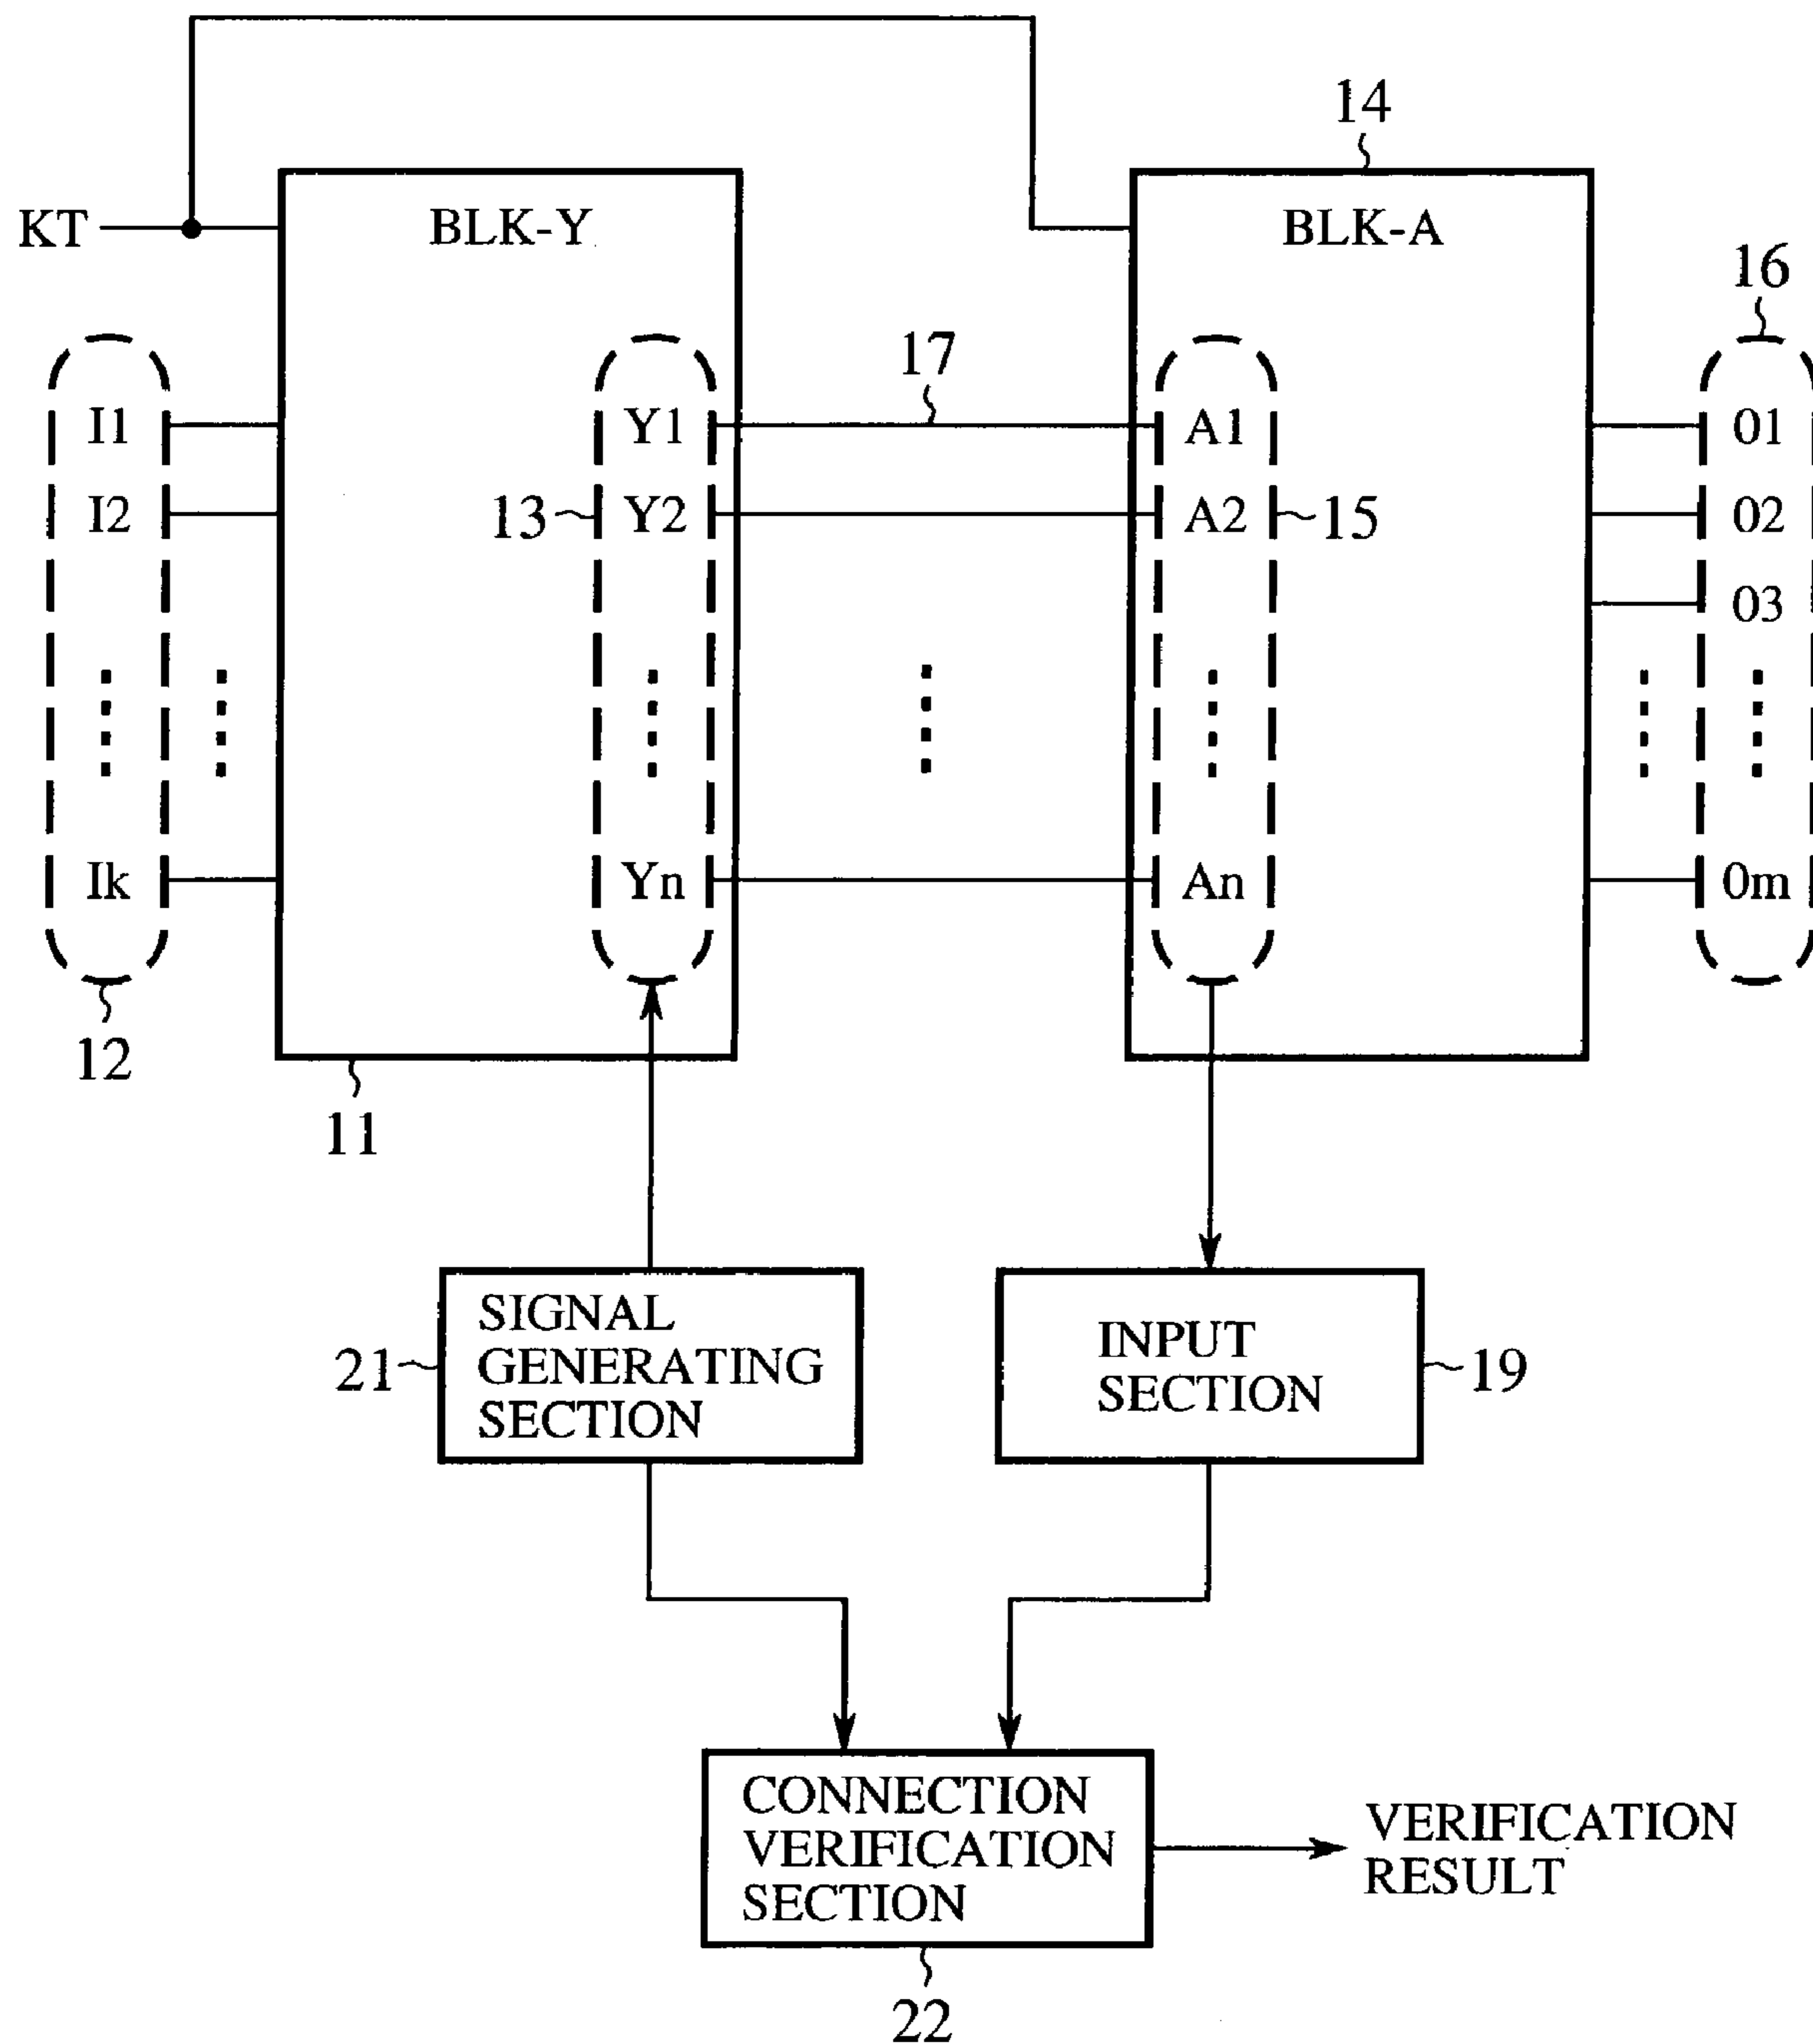 14
KT
BLK-Y
BLK-A
16
17
I1
Y1
A1
01
I2
13
Y2
A2
15
02
03
Ik
Yn
An
0m
12
11
SIGNAL
GENERATING
SECTION
21
INPUT
SECTION
19
CONNECTION
VERIFICATION
SECTION
VERIFICATION
RESULT
22